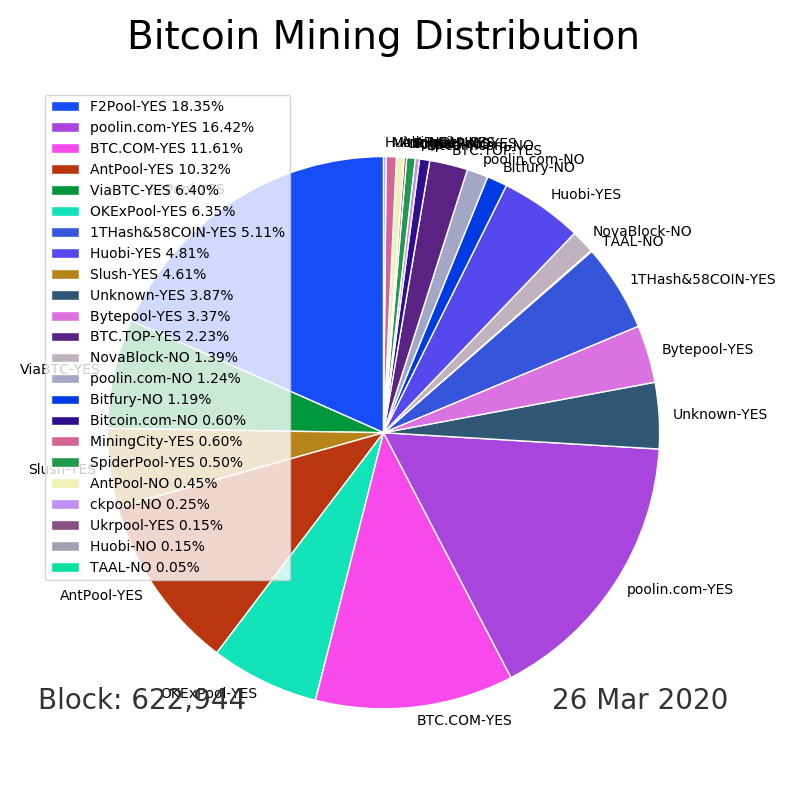 Bitcoin Mining Distribution
F2Pool-YES 18.35%
poolin.com-YES 16.42%
BTC.COM-YES 11.61%
AntPool-YES 10.32%
ViaBTC-YES 6.40%
OKExPool-YES 6.35%
1THash&58COIN-YES 5.11%
Huobi-YES 4.81%
Slush-YES 4.61%
Unknown-YES 3.87%
Bytepool-YES 3.37%
BTC.TOP-YES 2.23%
NovaBlock-NO 1.39%
poolin.com-NO 1.24%
Bitfury-NO 1.19%
Bitcoin.com-NO 0.60%
MiningCity-YES 0.60%
SpiderPool-YES 0.50%
AntPool-NO 0.45%
ckpool-NO 0.25%
Ukrpool-YES 0.15%
Huobi-NO 0.15%
TAAL-NO 0.05%
BTC.TOP-YES
poolin.com-NO
Bitfury-NO
Huobi-YES
NovaBlock-NO
TAAL-NO
1THash&58COIN-YES
Bytepool-YES
Unknown-YES
poolin.com-YES
BTC.COM-YES
OKExPool-YES
AntPool-YES
Slush-YES
ViaBTC-YES
Block: 622,944
26 Mar 2020